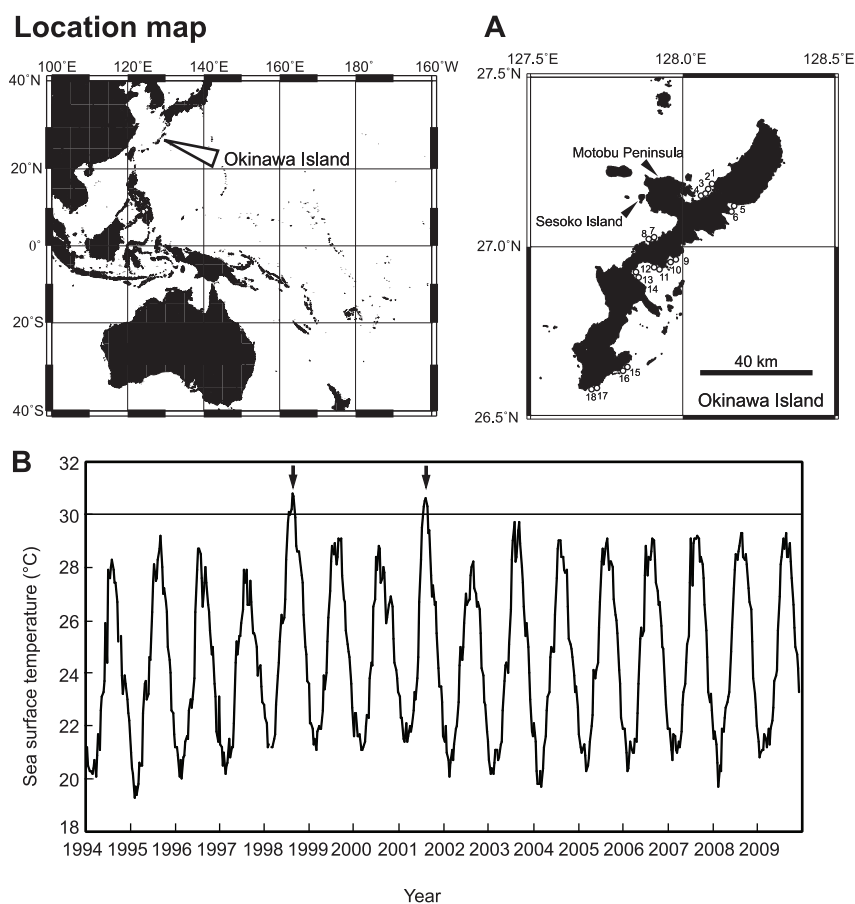 Location map
100˚E 120˚E 140˚E 160˚E 180˚ 160˚W
40˚N
20˚N
0˚
20˚S
40˚S
Okinawa Island
A
127.5˚E 128.0˚E 128.5˚E
27.5˚N
27.0˚N
26.5˚N
Motobu Peninsula
Sesoko Island
4 3 2 1
5
6
8 7
9
10
11
12
13
14
15
16
18 17
40 km
Okinawa Island
B
Sea surface temperature (°C)
32
30
28
26
24
22
20
18
1994 1995 1996 1997 1998 1999 2000 2001 2002 2003 2004 2005 2006 2007 2008 2009
Year